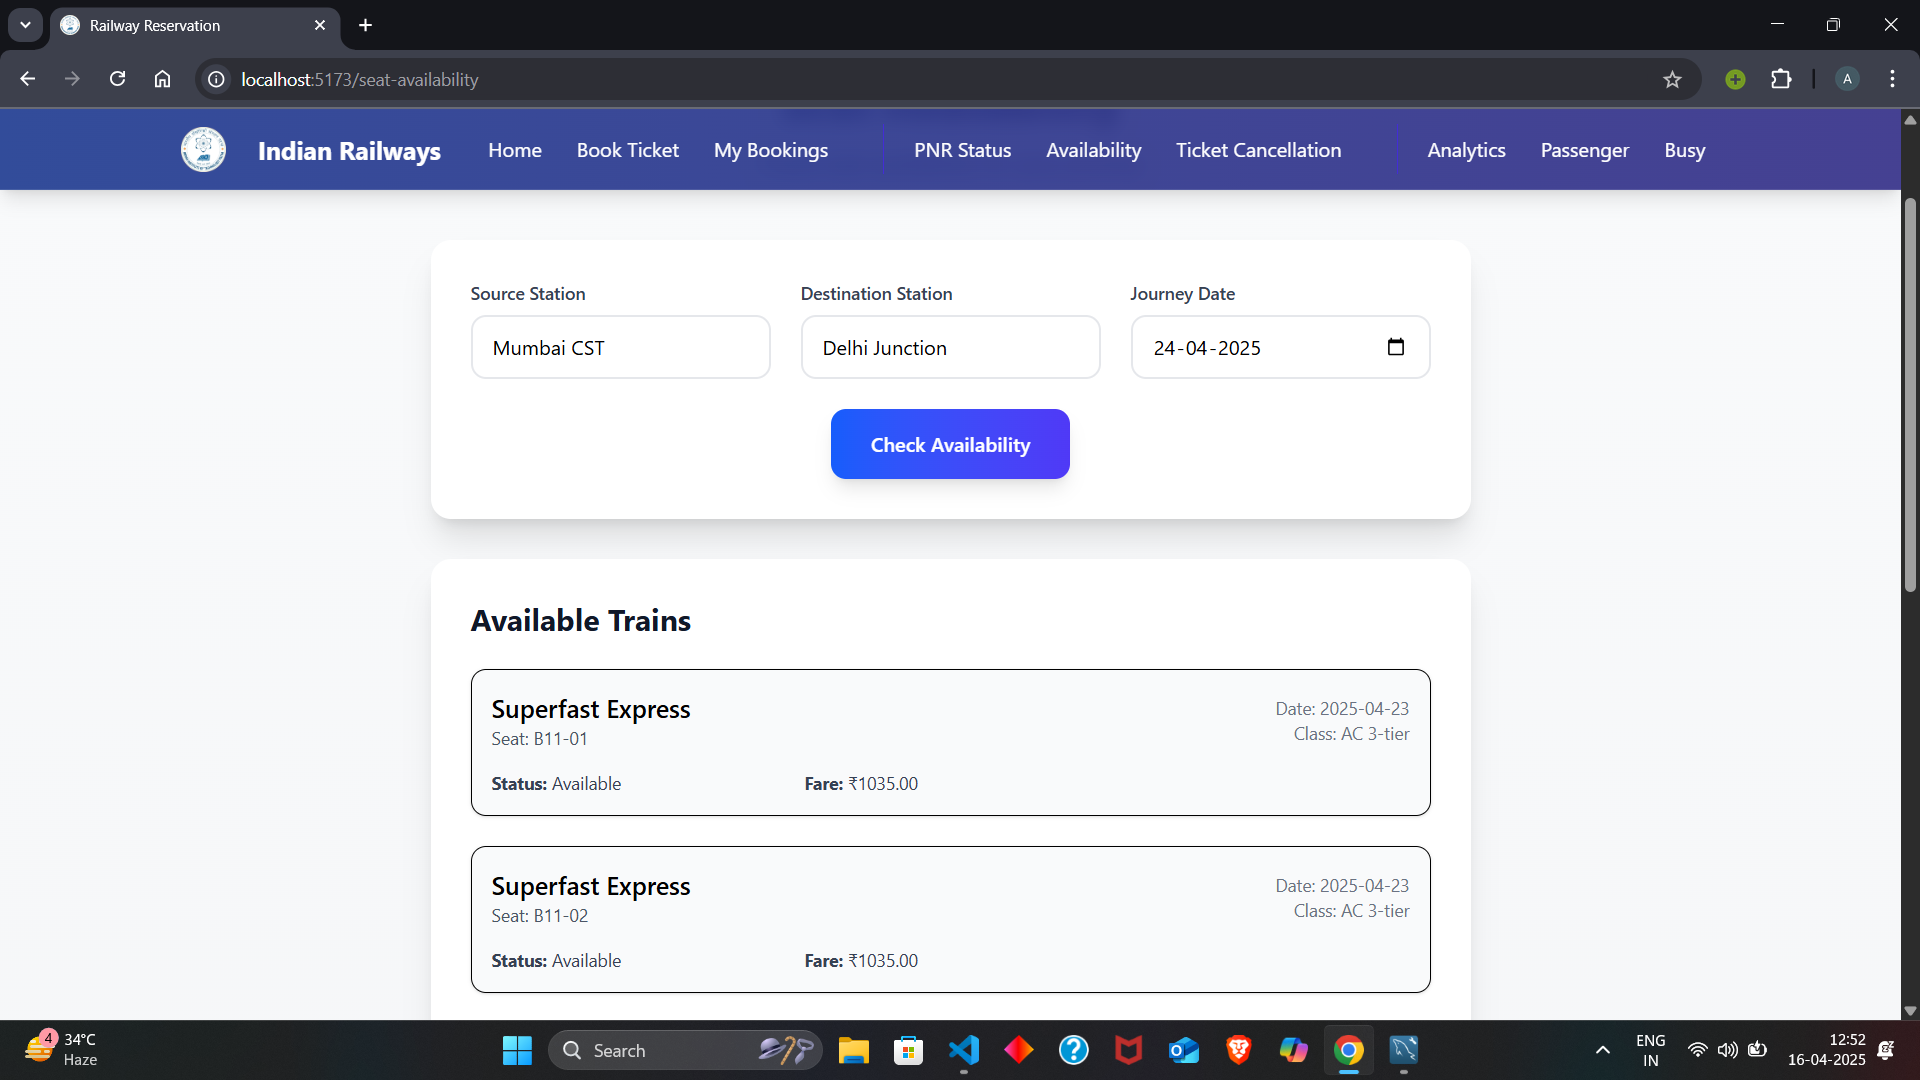 Railway Reservation
localhost:5173/seat-availability
A
Indian Railways
Home
Book Ticket
My Bookings
PNR Status
Availability
Ticket Cancellation
Analytics
Passenger
Busy
Source Station
Destination Station
Journey Date
Mumbai CST
Delhi Junction
24-04-2025
Check Availability
Available Trains
Superfast Express
Date: 2025-04-23
Seat: B11-01
Class: AC 3-tier
Status: Available
Fare: ₹1035.00
Superfast Express
Date: 2025-04-23
Seat: B11-02
Class: AC 3-tier
Status: Available
Fare: ₹1035.00
4
34°C
Haze
Search
ENG
IN
12:52
16-04-2025